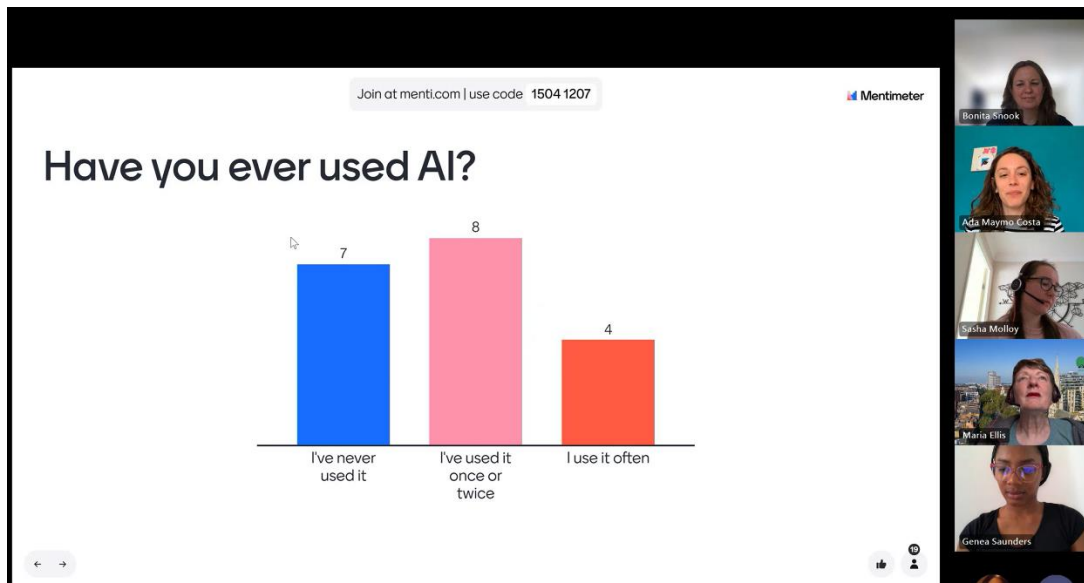 Join at menti.com | use code 1504 1207
Mentimeter
Have you ever used AI?
7
8
4
I've never
used it
I've used it
once or
twice
I use it often
19
Bonita Snook
Ada Maymo Costa
Sasha Molloy
Maria Ellis
Genea Saunders